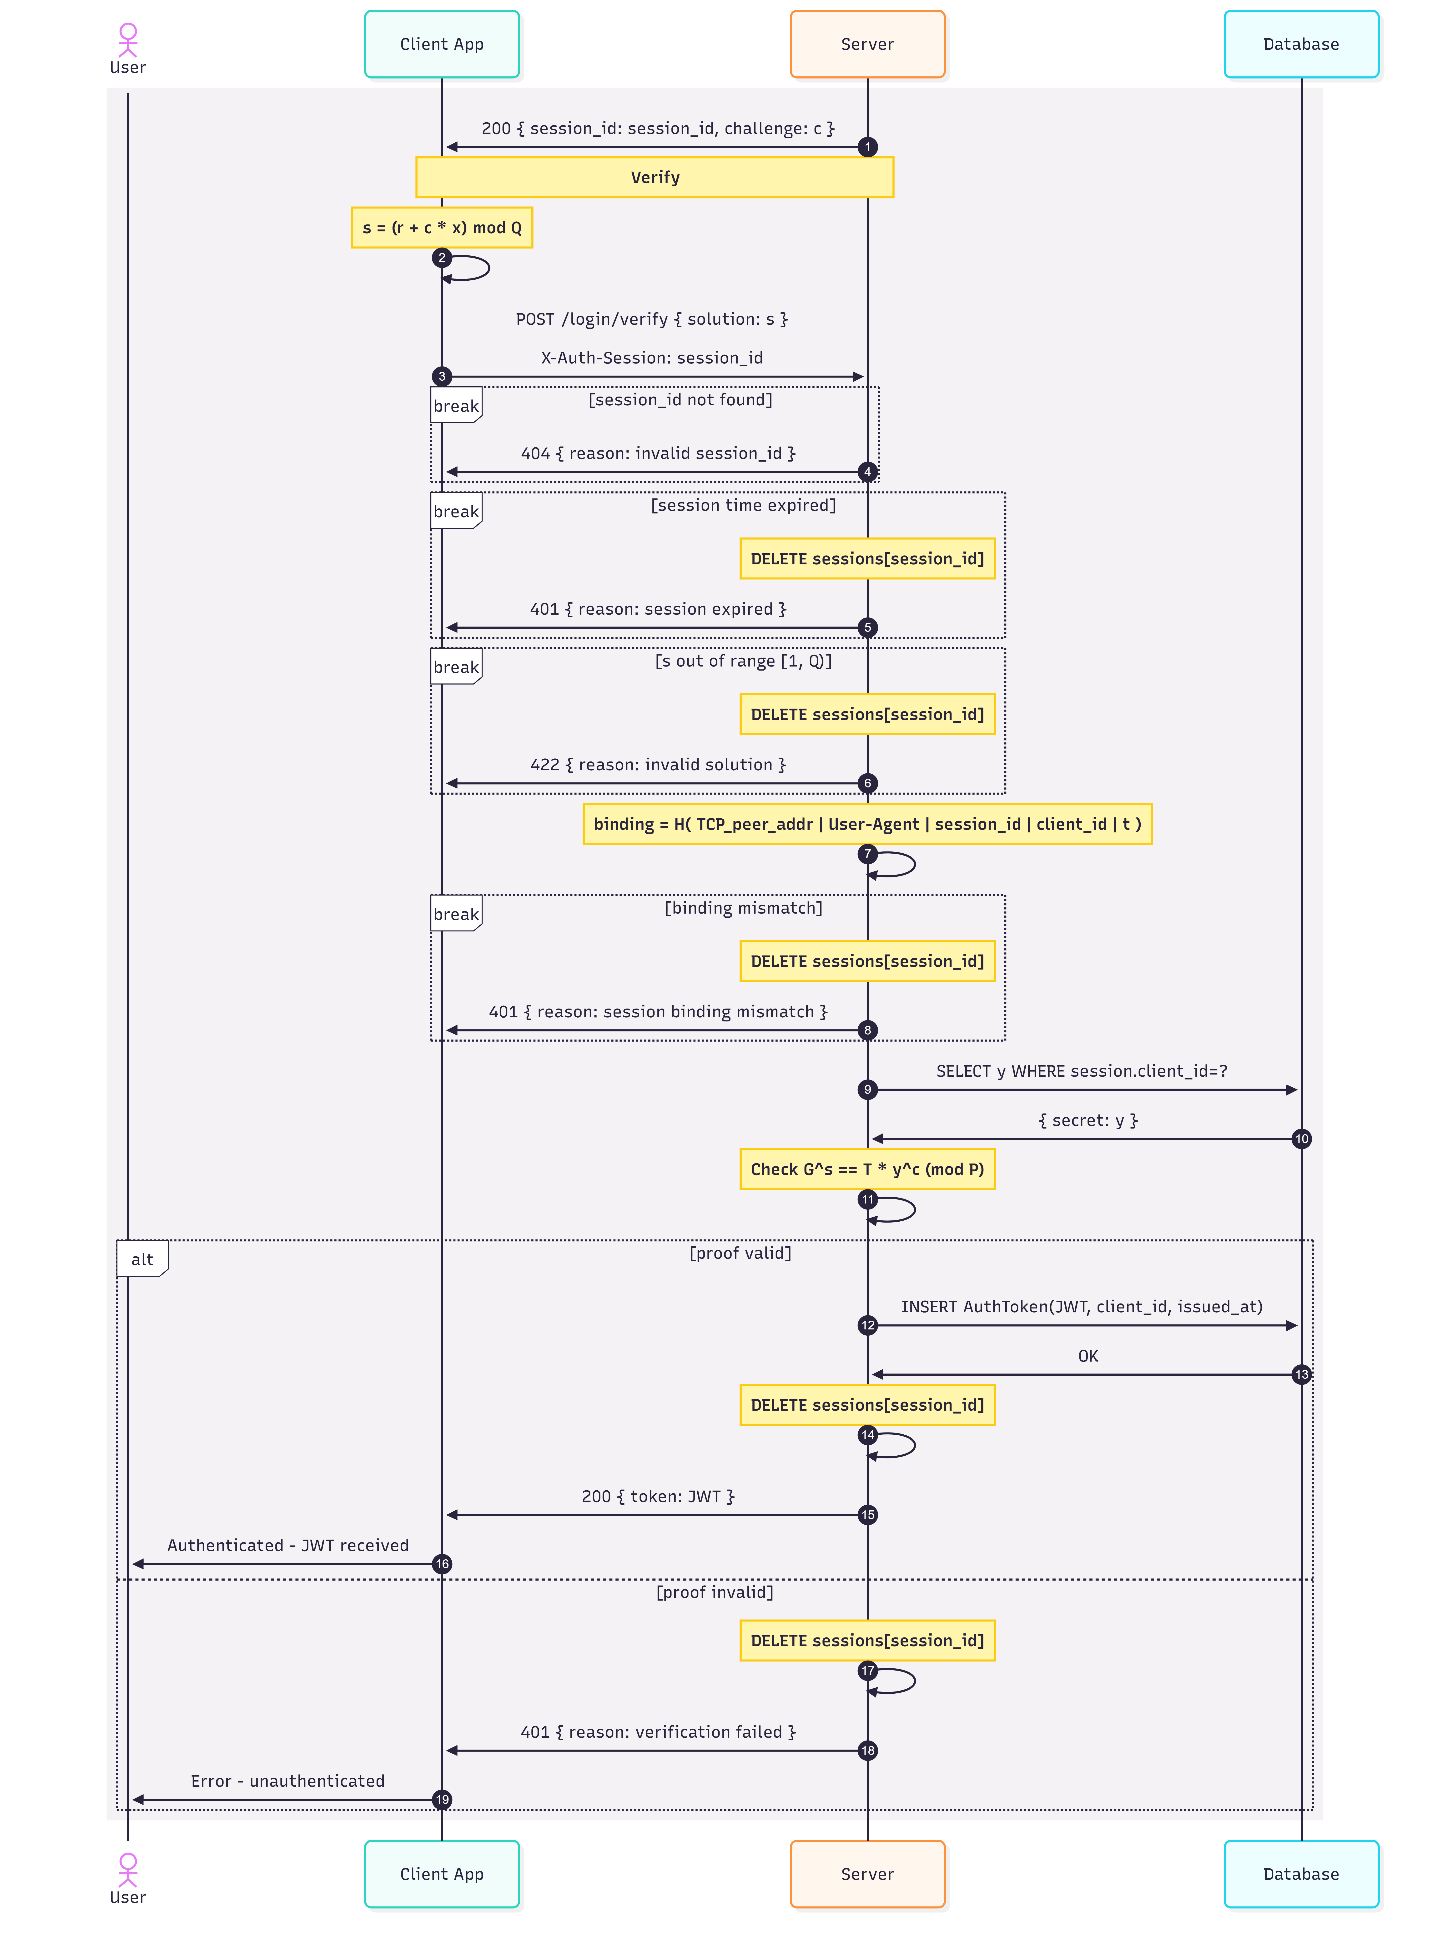 User
Client App
Server
Database
200 { session_id: session_id, challenge: c }
1
Verify
s = (r + c * x) mod Q
2
POST /login/verify { solution: s }
X-Auth-Session: session_id
3
break
[session_id not found]
404 { reason: invalid session_id }
4
break
[session time expired]
DELETE sessions[session_id]
401 { reason: session expired }
5
break
[s out of range [1, Q)]
DELETE sessions[session_id]
422 { reason: invalid solution }
6
binding = H( TCP_peer_addr | User-Agent | session_id | client_id | t )
7
break
[binding mismatch]
DELETE sessions[session_id]
401 { reason: session binding mismatch }
8
SELECT y WHERE session.client_id=?
9
{ secret: y }
10
Check G^s == T * y^c (mod P)
11
alt
[proof valid]
INSERT AuthToken(JWT, client_id, issued_at)
12
OK
13
DELETE sessions[session_id]
14
200 { token: JWT }
15
Authenticated - JWT received
16
[proof invalid]
DELETE sessions[session_id]
17
401 { reason: verification failed }
18
Error - unauthenticated
19
User
Client App
Server
Database